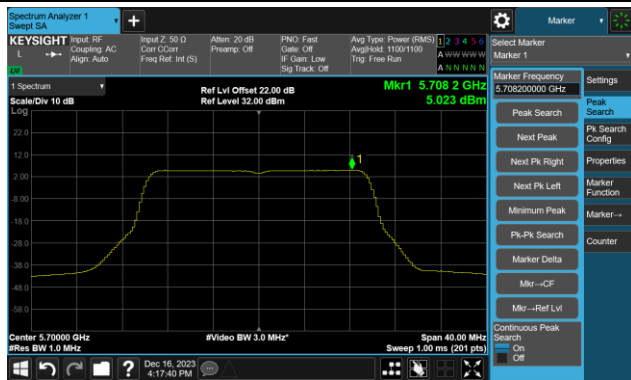 Spectrum Analyzer 1
Swept SA
Marker
KEYSIGHT
L
Input: RF
Coupling: AC
Align: Auto
Input Z: 50 Ω
Corr CCorr
Freq Ref: Int (S)
Atten: 20 dB
Preamp: Off
PNO: Fast
Gate: Off
IF Gain: Low
Sig Track: Off
Avg Type: Power (RMS)
Avg|Hold: 1100/1100
Trig: Free Run
1 2 3 4 5 6
A W W W W W
A N N N N N
Select Marker
Marker 1
1 Spectrum
Scale/Div 10 dB
Log
Ref Lvl Offset 22.00 dB
Ref Level 32.00 dBm
Mkr1 5.708 2 GHz
5.023 dBm
22.0
12.0
2.00
-8.00
-18.0
-28.0
-38.0
-48.0
-58.0
1
Center 5.70000 GHz
#Res BW 1.0 MHz
#Video BW 3.0 MHz*
Span 40.00 MHz
Sweep 1.00 ms (201 pts)
Marker Frequency
5.708200000 GHz
Peak Search
Next Peak
Next Pk Right
Next Pk Left
Minimum Peak
Pk-Pk Search
Marker Delta
Mkr→CF
Mkr→Ref Lvl
Continuous Peak
Search
On
Off
Settings
Peak
Search
Pk Search
Config
Properties
Marker
Function
Marker→
Counter
?
Dec 16, 2023
4:17:40 PM